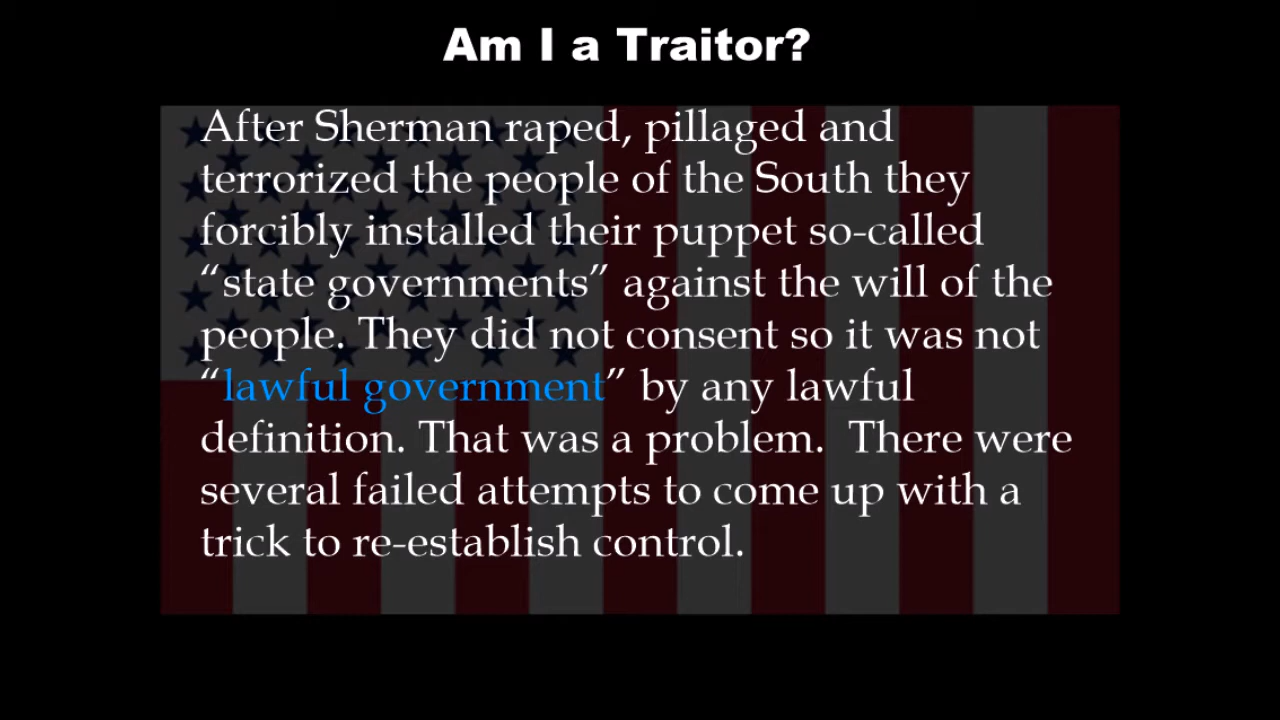 Am I a Traitor?
After Sherman raped, pillaged and
terrorized the people of the South they
forcibly installed their puppet so-called
“state governments” against the will of the
people. They did not consent so it was not
“lawful government” by any lawful
definition. That was a problem.  There were
several failed attempts to come up with a
trick to re-establish control.